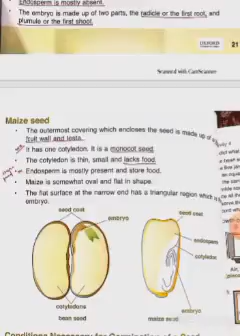 Endosperm is mostly absent.
The embryo is made up of two parts, the radicle or the first root, and
plumule or the first shoot.
OXFORD
21
Scanned with CamScanner
Maize seed
The outermost covering which encloses the seed is made up of
fruit wall and testa.
It has one cotyledon. It is a monocot seed.
The cotyledon is thin, small and lacks food.
Endosperm is mostly present and store food.
Maize is somewhat oval and flat in shape.
The flat surface at the narrow end has a triangular region which is
embryo.
seed coat
embryo
seed coat
endosperm
cotyledon
cotyledons
embryo
bean seed
maize seed
Conditions Necessary for Germination of a Seed